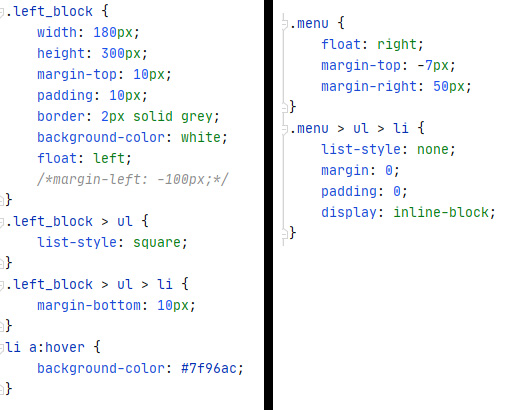 .left_block {
    width: 180px;
    height: 300px;
    margin-top: 10px;
    padding: 10px;
    border: 2px solid grey;
    background-color: white;
    float: left;
    /*margin-left: -100px;*/
}
.left_block > ul {
    list-style: square;
}
.left_block > ul > li {
    margin-bottom: 10px;
}
li a:hover {
    background-color: #7f96ac;
}
.menu {
    float: right;
    margin-top: -7px;
    margin-right: 50px;
}
.menu > ul > li {
    list-style: none;
    margin: 0;
    padding: 0;
    display: inline-block;
}